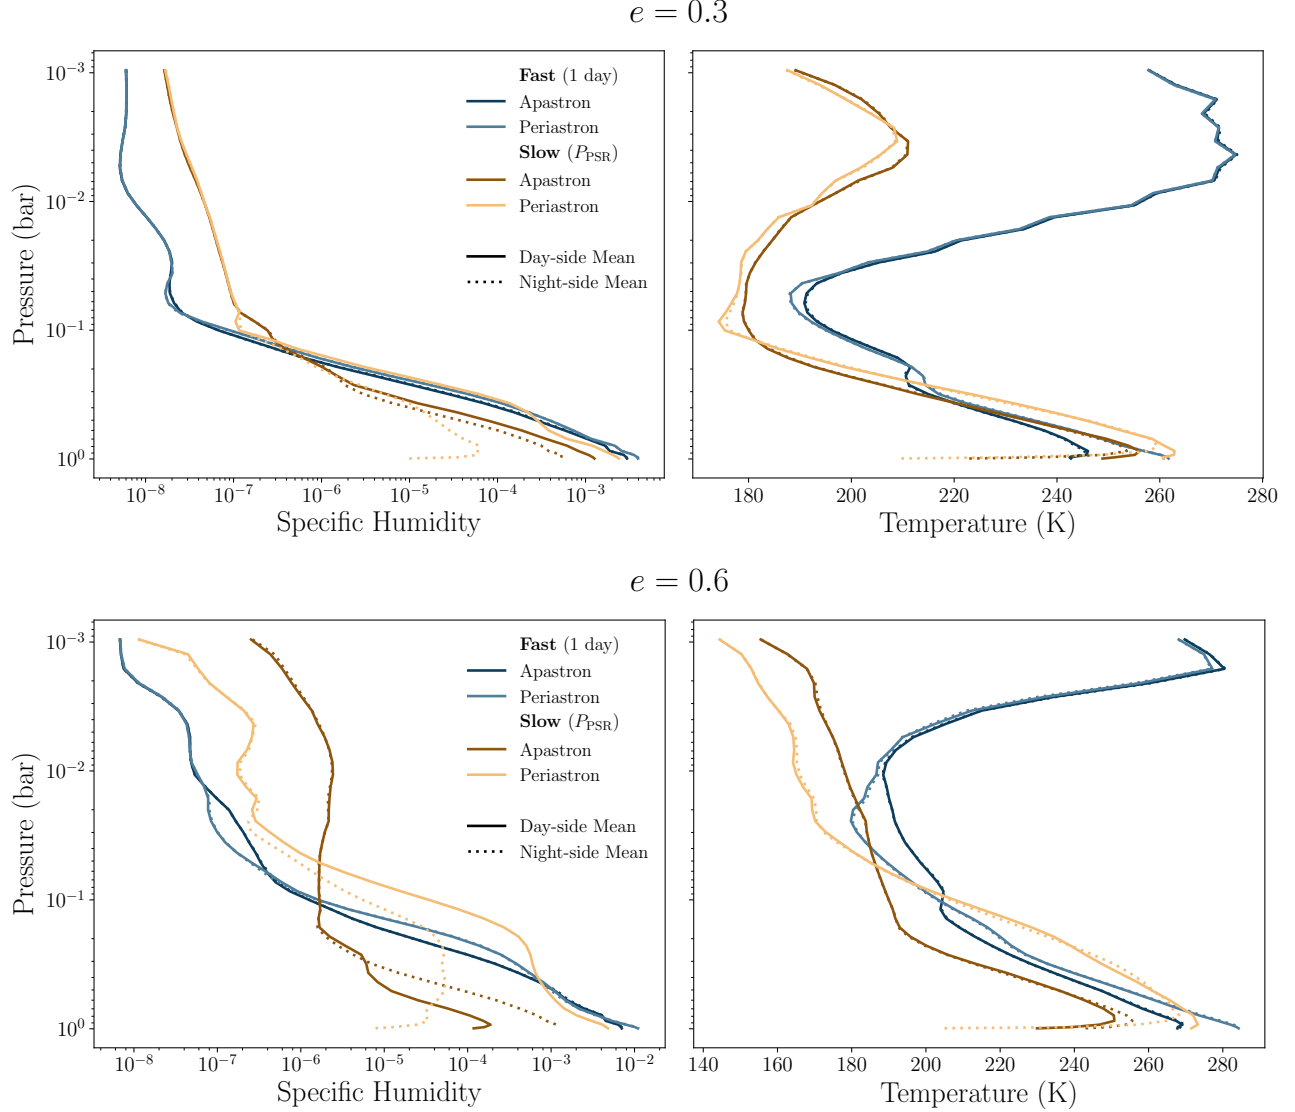 e = 0.3
10⁻³
10⁻²
10⁻¹
10⁰
Pressure (bar)
Fast (1 day)
Apastron
Periastron
Slow (P_PSR)
Apastron
Periastron
Day-side Mean
Night-side Mean
10⁻⁸ 10⁻⁷ 10⁻⁶ 10⁻⁵ 10⁻⁴ 10⁻³
Specific Humidity
180 200 220 240 260 280
Temperature (K)
e = 0.6
10⁻³
10⁻²
10⁻¹
10⁰
Pressure (bar)
Fast (1 day)
Apastron
Periastron
Slow (P_PSR)
Apastron
Periastron
Day-side Mean
Night-side Mean
10⁻⁸ 10⁻⁷ 10⁻⁶ 10⁻⁵ 10⁻⁴ 10⁻³ 10⁻²
Specific Humidity
140 160 180 200 220 240 260 280
Temperature (K)